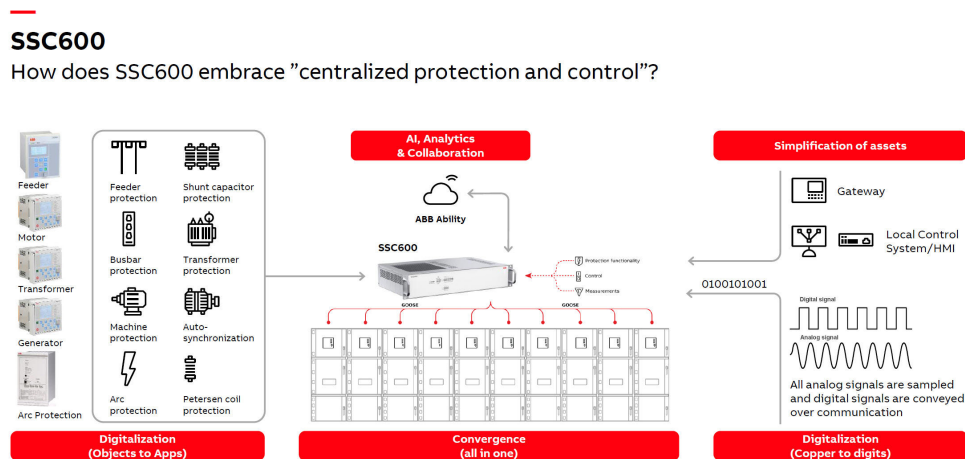 SSC600
How does SSC600 embrace ”centralized protection and control”?
Feeder
Motor
Transformer
Generator
Arc Protection
Feeder
protection
Shunt capacitor
protection
Busbar
protection
Transformer
protection
Machine
protection
Auto-
synchronization
Arc
protection
Petersen coil
protection
Digitalization
(Objects to Apps)
AI, Analytics
& Collaboration
ABB Ability
SSC600
Protection functionality
Control
Measurements
GOOSE
GOOSE
Convergence
(all in one)
Simplification of assets
Gateway
Local Control
System/HMI
0100101001
Digital signal
Analog signal
All analog signals are sampled
and digital signals are conveyed
over communication
Digitalization
(Copper to digits)